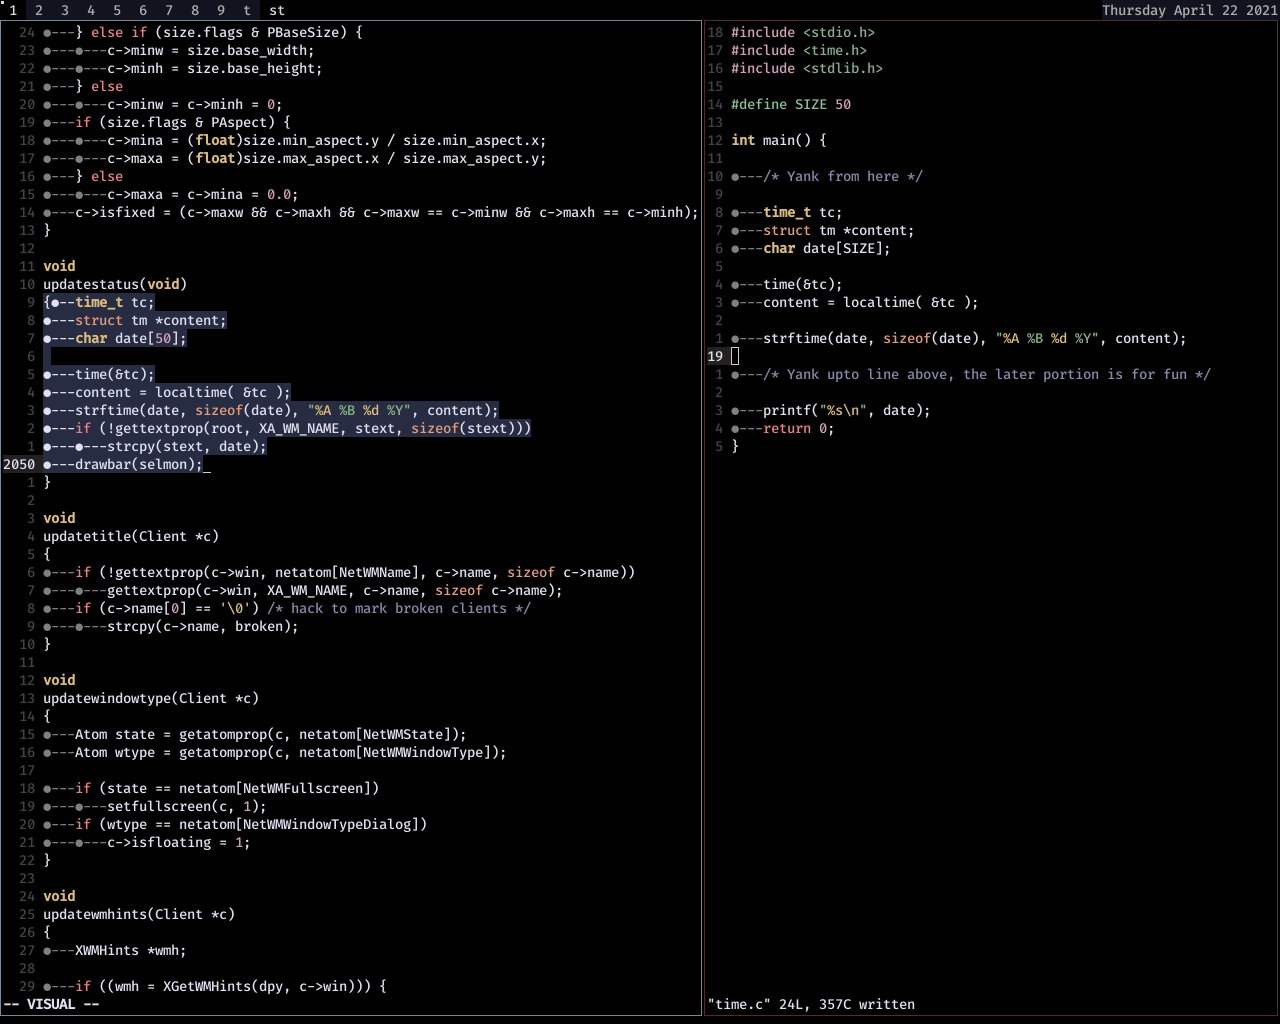 1 2 3 4 5 6 7 8 9 t st
Thursday April 22 2021
24 ●---} else if (size.flags & PBaseSize) {
23 ●---●---c->minw = size.base_width;
22 ●---●---c->minh = size.base_height;
21 ●---} else
20 ●---●---c->minw = c->minh = 0;
19 ●---if (size.flags & PAspect) {
18 ●---●---c->mina = (float)size.min_aspect.y / size.min_aspect.x;
17 ●---●---c->maxa = (float)size.max_aspect.x / size.max_aspect.y;
16 ●---} else
15 ●---●---c->maxa = c->mina = 0.0;
14 ●---c->isfixed = (c->maxw && c->maxh && c->maxw == c->minw && c->maxh == c->minh);
13 }
12
11 void
10 updatestatus(void)
9 {●--time_t tc;
8 ●---struct tm *content;
7 ●---char date[50];
6
5 ●---time(&tc);
4 ●---content = localtime( &tc );
3 ●---strftime(date, sizeof(date), "%A %B %d %Y", content);
2 ●---if (!gettextprop(root, XA_WM_NAME, stext, sizeof(stext)))
1 ●---●---strcpy(stext, date);
2050 ●---drawbar(selmon);
1 }
2
3 void
4 updatetitle(Client *c)
5 {
6 ●---if (!gettextprop(c->win, netatom[NetWMName], c->name, sizeof c->name))
7 ●---●---gettextprop(c->win, XA_WM_NAME, c->name, sizeof c->name);
8 ●---if (c->name[0] == '\0') /* hack to mark broken clients */
9 ●---●---strcpy(c->name, broken);
10 }
11
12 void
13 updatewindowtype(Client *c)
14 {
15 ●---Atom state = getatomprop(c, netatom[NetWMState]);
16 ●---Atom wtype = getatomprop(c, netatom[NetWMWindowType]);
17
18 ●---if (state == netatom[NetWMFullscreen])
19 ●---●---setfullscreen(c, 1);
20 ●---if (wtype == netatom[NetWMWindowTypeDialog])
21 ●---●---c->isfloating = 1;
22 }
23
24 void
25 updatewmhints(Client *c)
26 {
27 ●---XWMHints *wmh;
28
29 ●---if ((wmh = XGetWMHints(dpy, c->win))) {
-- VISUAL --
18 #include <stdio.h>
17 #include <time.h>
16 #include <stdlib.h>
15
14 #define SIZE 50
13
12 int main() {
11
10 ●---/* Yank from here */
9
8 ●---time_t tc;
7 ●---struct tm *content;
6 ●---char date[SIZE];
5
4 ●---time(&tc);
3 ●---content = localtime( &tc );
2
1 ●---strftime(date, sizeof(date), "%A %B %d %Y", content);
19
1 ●---/* Yank upto line above, the later portion is for fun */
2
3 ●---printf("%s\n", date);
4 ●---return 0;
5 }
"time.c" 24L, 357C written